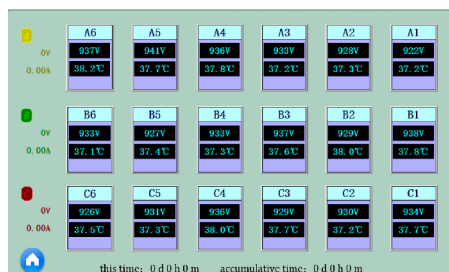 A6 A5 A4 A3 A2 A1
0V 937V 941V 936V 933V 928V 922V
0.00A 38.2℃ 37.7℃ 37.8℃ 37.2℃ 37.3℃ 37.2℃
B B6 B5 B4 B3 B2 B1
0V 933V 927V 933V 937V 929V 938V
0.00A 37.1℃ 37.4℃ 37.3℃ 37.6℃ 38.0℃ 37.8℃
C6 C5 C4 C3 C2 C1
0V 926V 931V 936V 929V 930V 934V
0.00A 37.5℃ 37.3℃ 38.0℃ 37.7℃ 37.2℃ 37.7℃
this time: 0 d 0 h 0 m accumulative time: 0 d 0 h 0 m